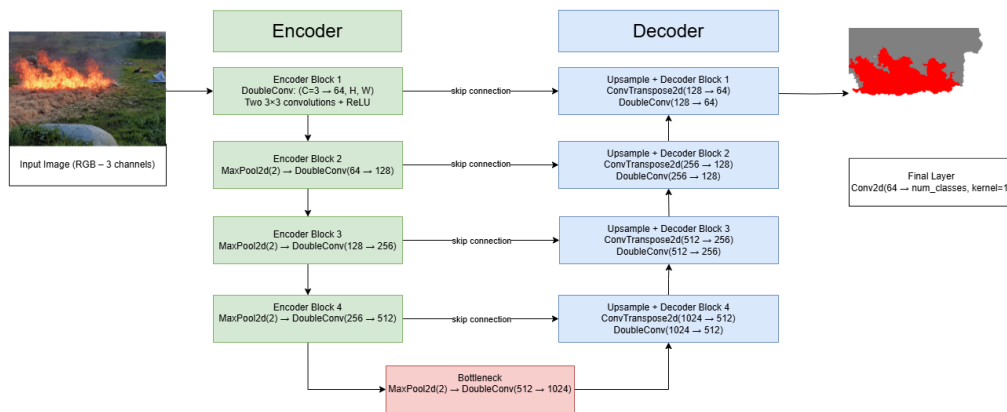 Encoder
Decoder
Encoder Block 1
DoubleConv: (C=3 → 64, H, W)
Two 3×3 convolutions + ReLU
skip connection
Upsample + Decoder Block 1
ConvTranspose2d(128 → 64)
DoubleConv(128 → 64)
Input Image (RGB – 3 channels)
Encoder Block 2
MaxPool2d(2) → DoubleConv(64 → 128)
skip connection
Upsample + Decoder Block 2
ConvTranspose2d(256 → 128)
DoubleConv(256 → 128)
Final Layer
Conv2d(64 → num_classes, kernel=1
Encoder Block 3
MaxPool2d(2) → DoubleConv(128 → 256)
skip connection
Upsample + Decoder Block 3
ConvTranspose2d(512 → 256)
DoubleConv(512 → 256)
Encoder Block 4
MaxPool2d(2) → DoubleConv(256 → 512)
skip connection
Upsample + Decoder Block 4
ConvTranspose2d(1024 → 512)
DoubleConv(1024 → 512)
Bottleneck
MaxPool2d(2) → DoubleConv(512 → 1024)